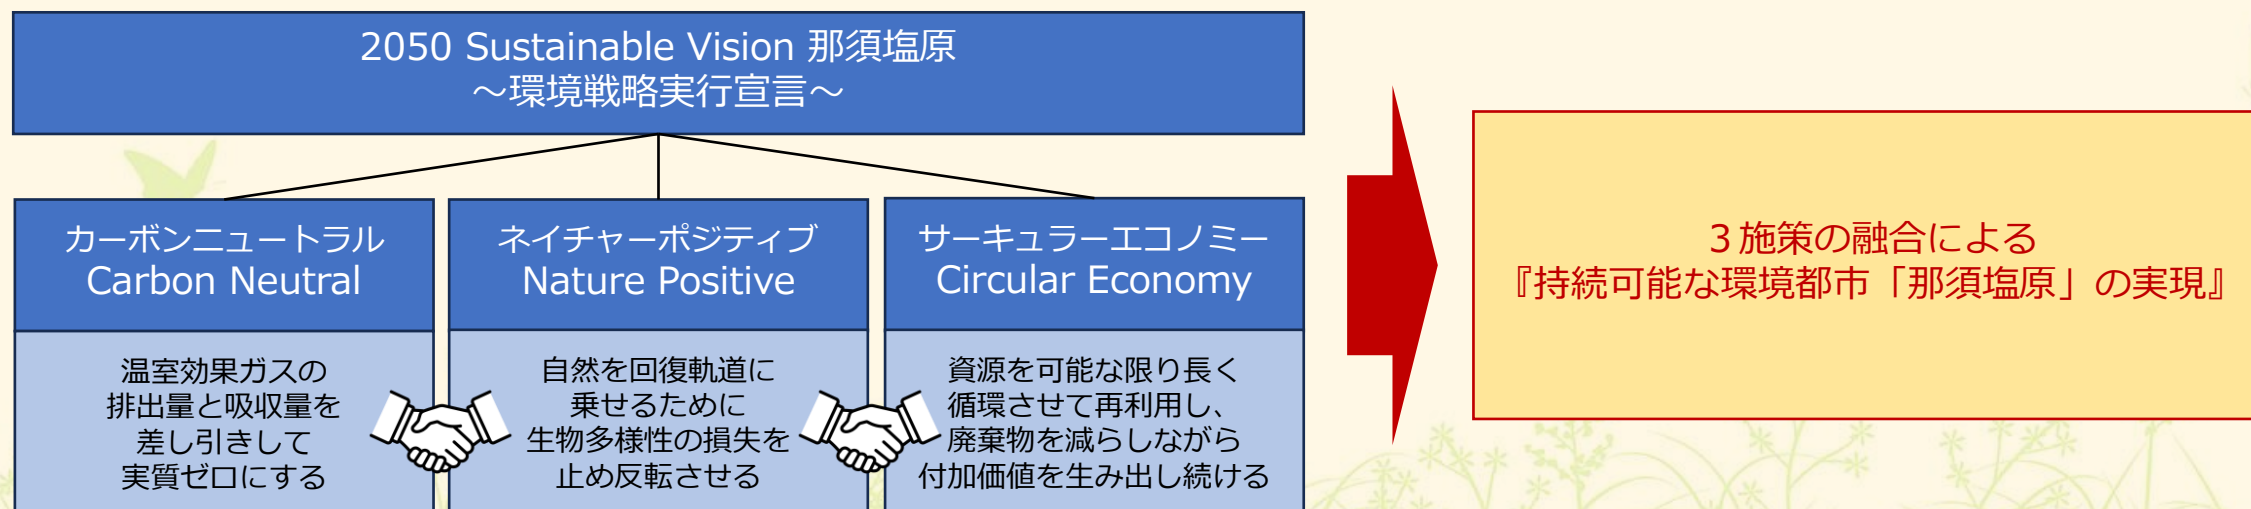 2050 Sustainable Vision 那須塩原
～環境戦略実行宣言～
カーボンニュートラル
Carbon Neutral
温室効果ガスの
排出量と吸収量を
差し引きして
実質ゼロにする
ネイチャーポジティブ
Nature Positive
自然を回復軌道に
乗せるために
生物多様性の損失を
止め反転させる
サーキュラーエコノミー
Circular Economy
資源を可能な限り長く
循環させて再利用し、
廃棄物を減らしながら
付加価値を生み出し続ける
３施策の融合による
『持続可能な環境都市「那須塩原」の実現』